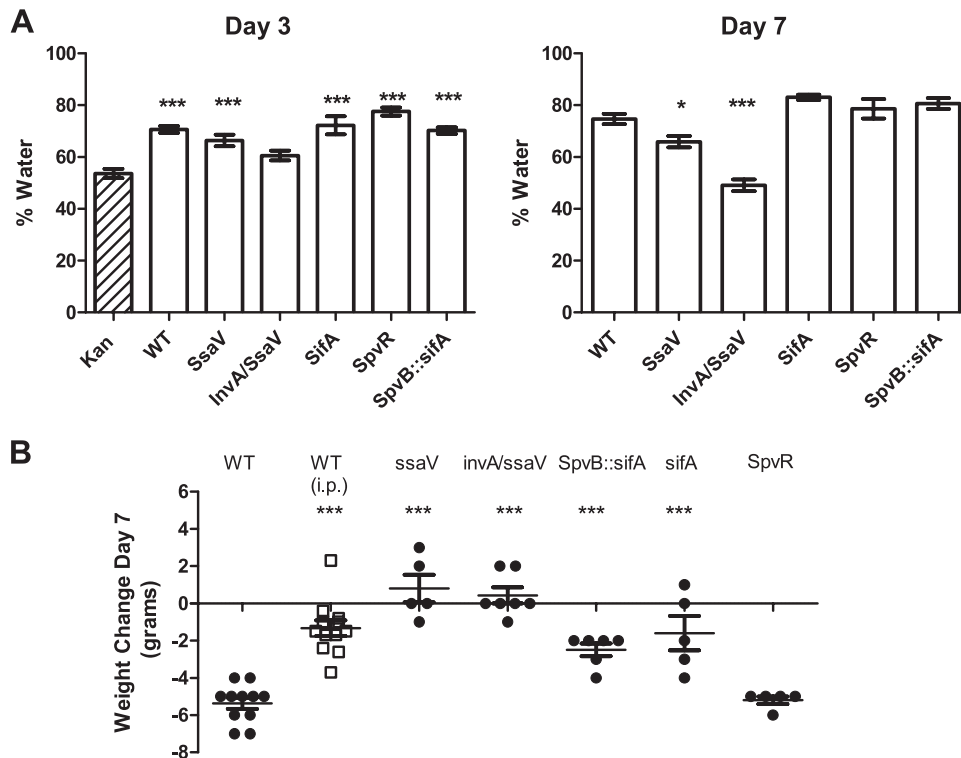 A
Day 3
Day 7
% Water
100
80
60
40
20
0
*** *** *** *** ***
Kan WT SsaV InvA/SsaV SifA SpvR SpvB::sifA
% Water
100
80
60
40
20
0
* ***
WT SsaV InvA/SsaV SifA SpvR SpvB::sifA
B
WT WT ssaV invA/ssaV SpvB::sifA sifA SpvR
(i.p.)
*** *** *** *** ***
Weight Change Day 7
(grams)
6
4
2
0
-2
-4
-6
-8